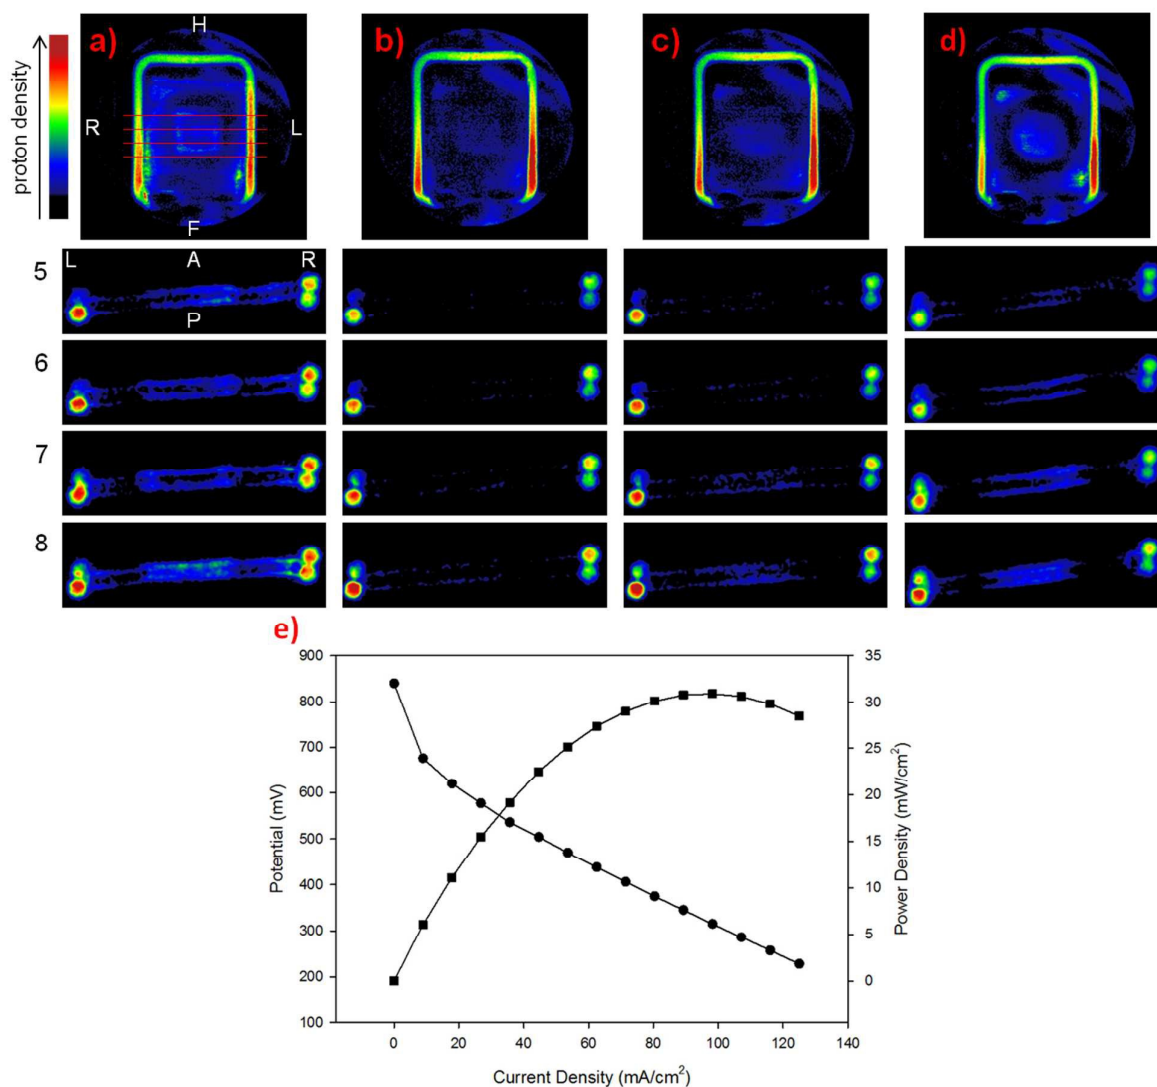 a)
b)
c)
d)
H
R
L
F
proton density
5
L
A
R
P
6
7
8
e)
900
800
700
600
500
400
300
200
100
Potential (mV)
35
30
25
20
15
10
5
0
Power Density (mW/cm²)
0
20
40
60
80
100
120
140
Current Density (mA/cm²)